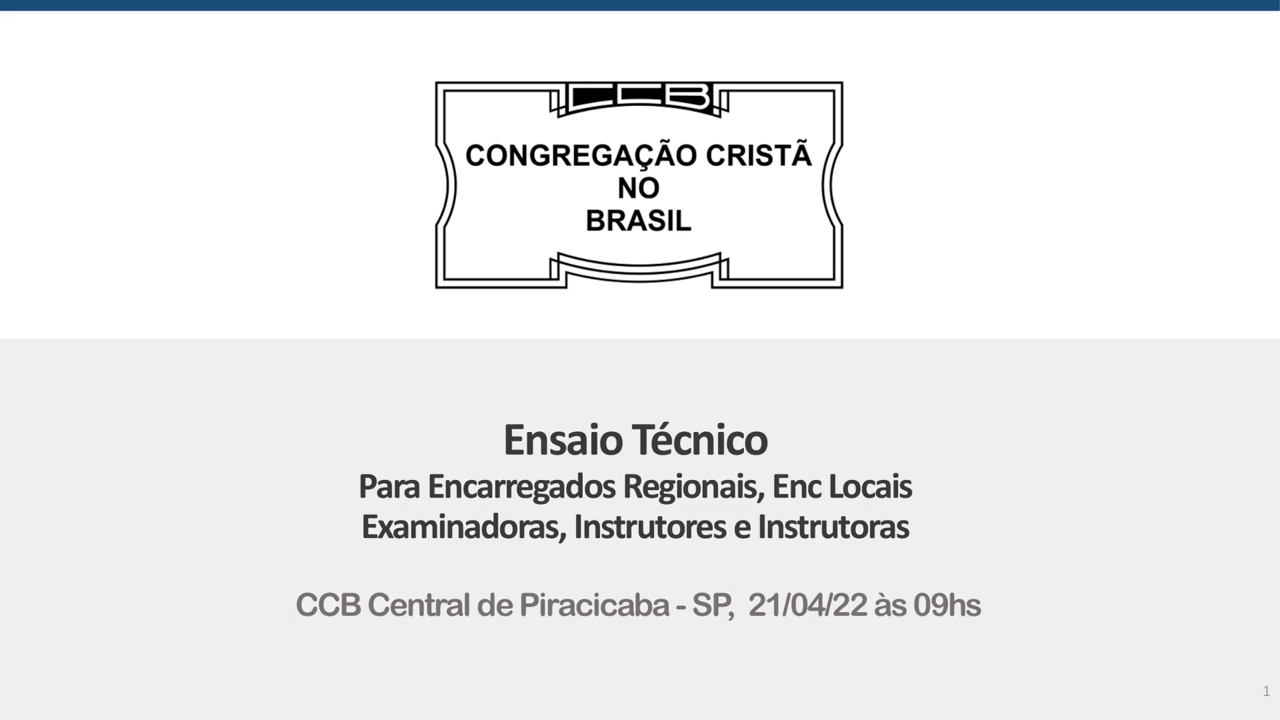 CCB
CONGREGAÇÃO CRISTÃ
NO
BRASIL
Ensaio Técnico
Para Encarregados Regionais, Enc Locais
Examinadoras, Instrutores e Instrutoras
CCB Central de Piracicaba - SP, 21/04/22 às 09hs
1